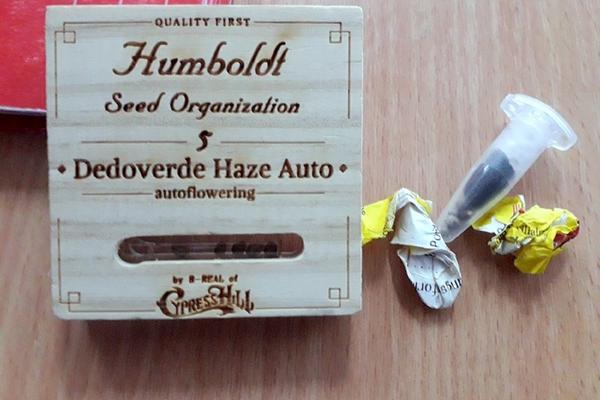 QUALITY FIRST
Humboldt
Seed Organization
5
Dedoverde Haze Auto
autoflowering
by B-REAL of
CYPRESS HILL